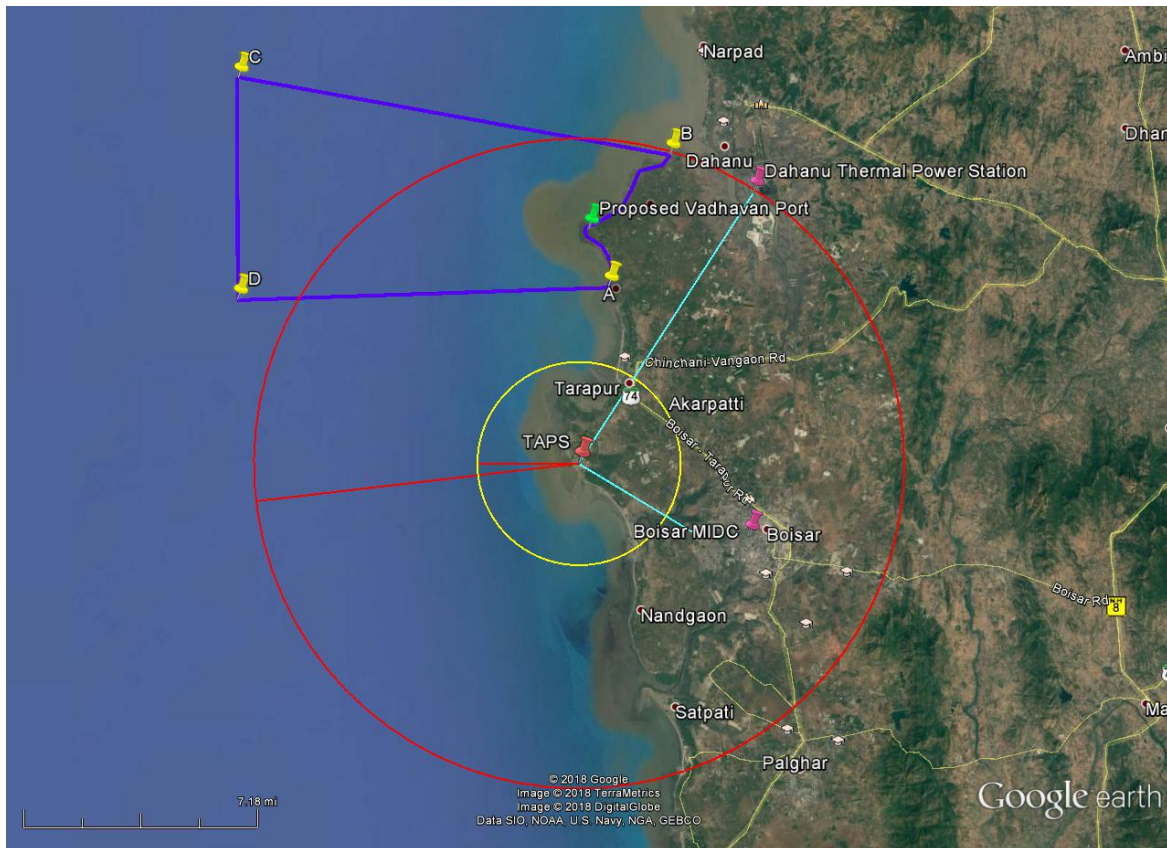 C
Narpad
Ambi
B
Dhar
Dahanu
Dahanu Thermal Power Station
Proposed Vadhavan Port
D
A
Chinchani-Vangaon Rd
Tarapur
74
Akarpatti
Boisar - Tarapur Rd
TAPS
Boisar MIDC
Boisar
Boisar Rd
8
Nandgaon
Satpati
Ma
Palghar
7.18 mi
© 2018 Google
Image © 2018 TerraMetrics
Image © 2018 DigitalGlobe
Data SIO, NOAA, U.S. Navy, NGA, GEBCO
Google earth